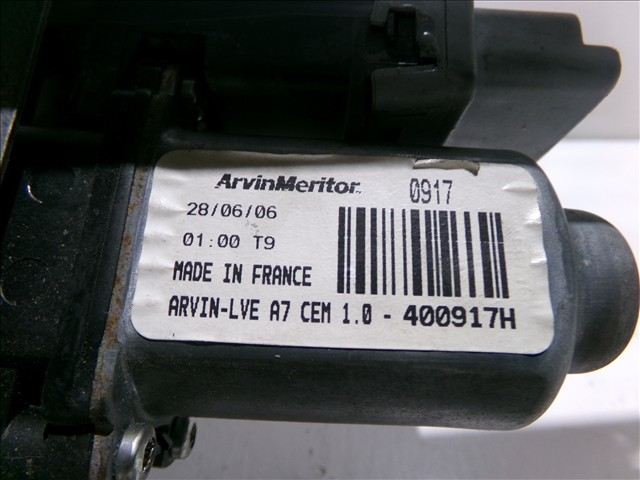 ArvinMeritor 0917
28/06/06
01:00 T9
MADE IN FRANCE
ARVIN-LVE A7 CEM 1.0 - 400917H